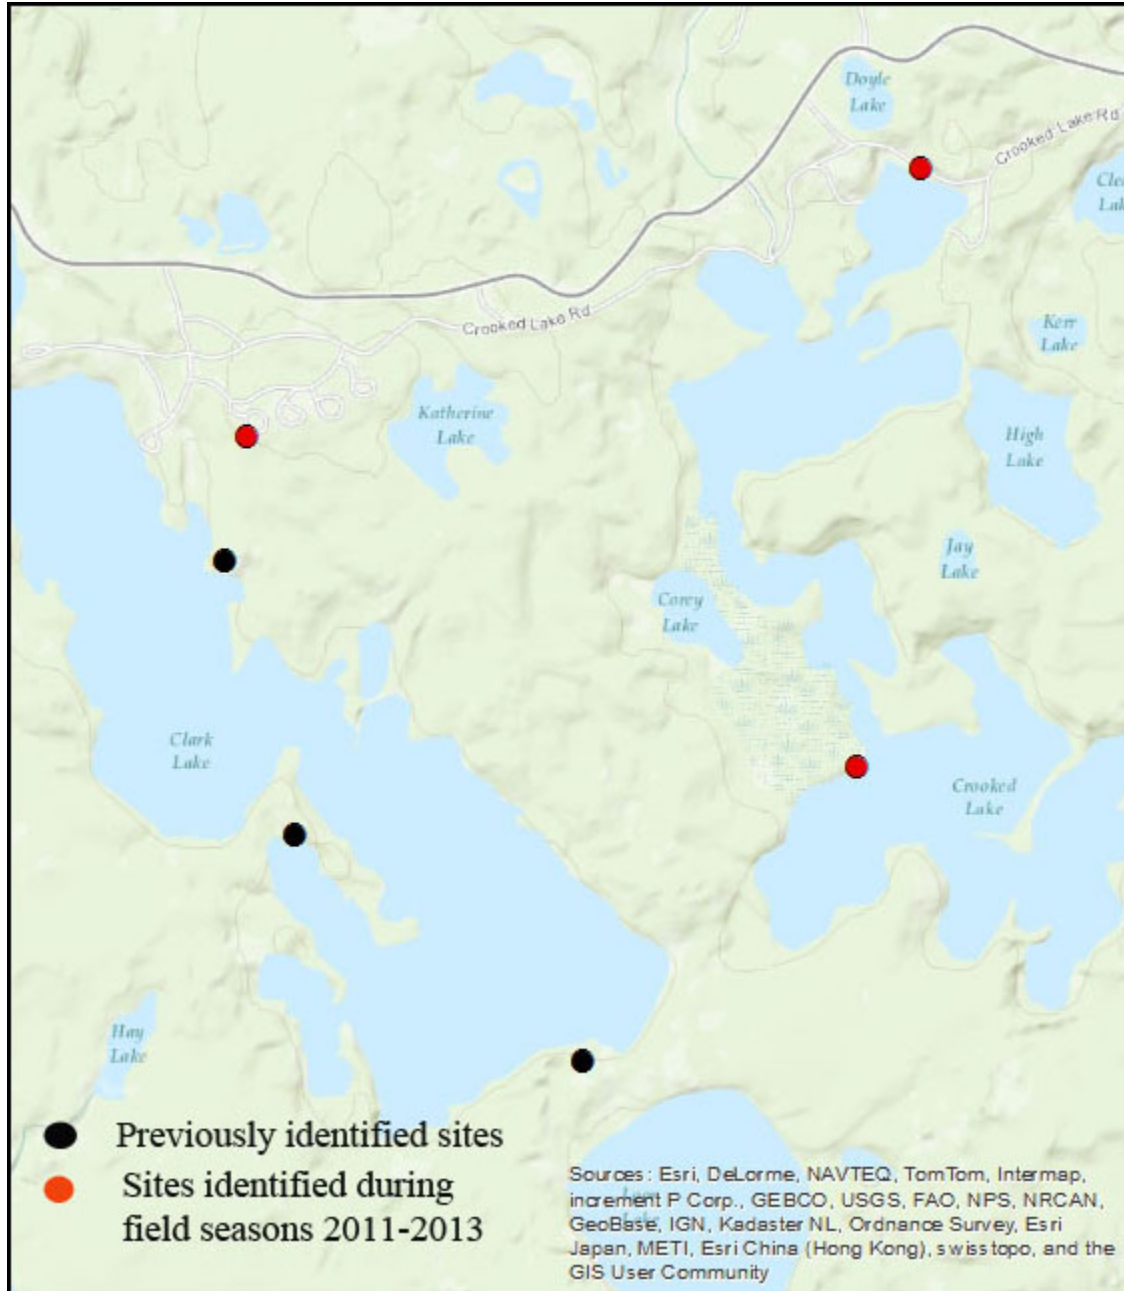 Doyle
Lake
Crooked Lake Rd
Kerr
Lake
Crooked Lake Rd
Katherine
Lake
High
Lake
Jay
Lake
Corey
Lake
Clark
Lake
Crooked
Lake
Hay
Lake
Previously identified sites
Sites identified during
field seasons 2011-2013
Sources: Esri, DeLorme, NAVTEQ, TomTom, Intermap,
increment P Corp., GEBCO, USGS, FAO, NPS, NRCAN,
GeoBase, IGN, Kadaster NL, Ordnance Survey, Esri
Japan, METI, Esri China (Hong Kong), swisstopo, and the
GIS User Community